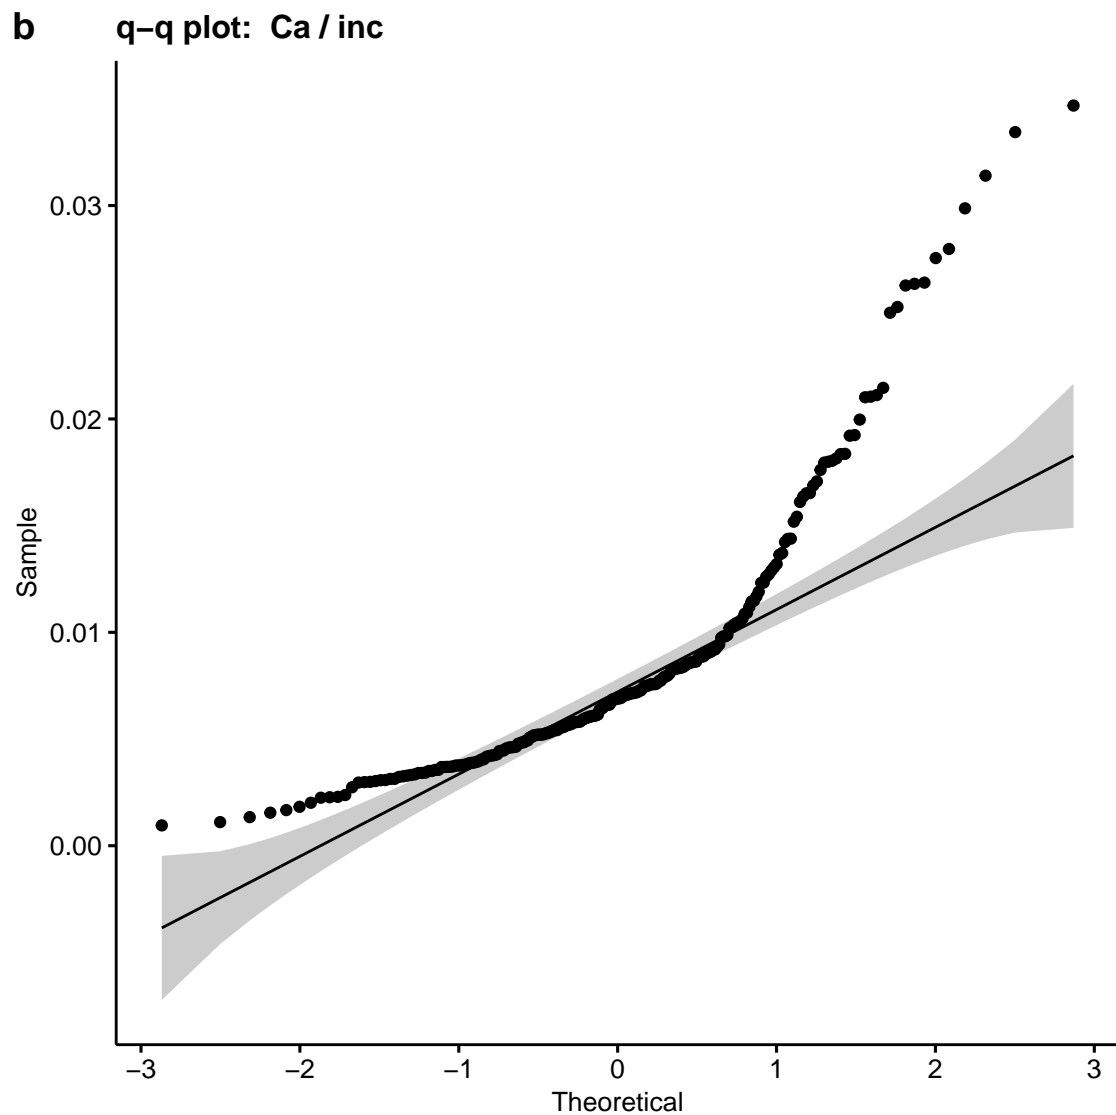 b
q–q plot:  Ca / inc
0.03
0.02
Sample
0.01
0.00
–3 –2 –1 0 1 2 3
Theoretical